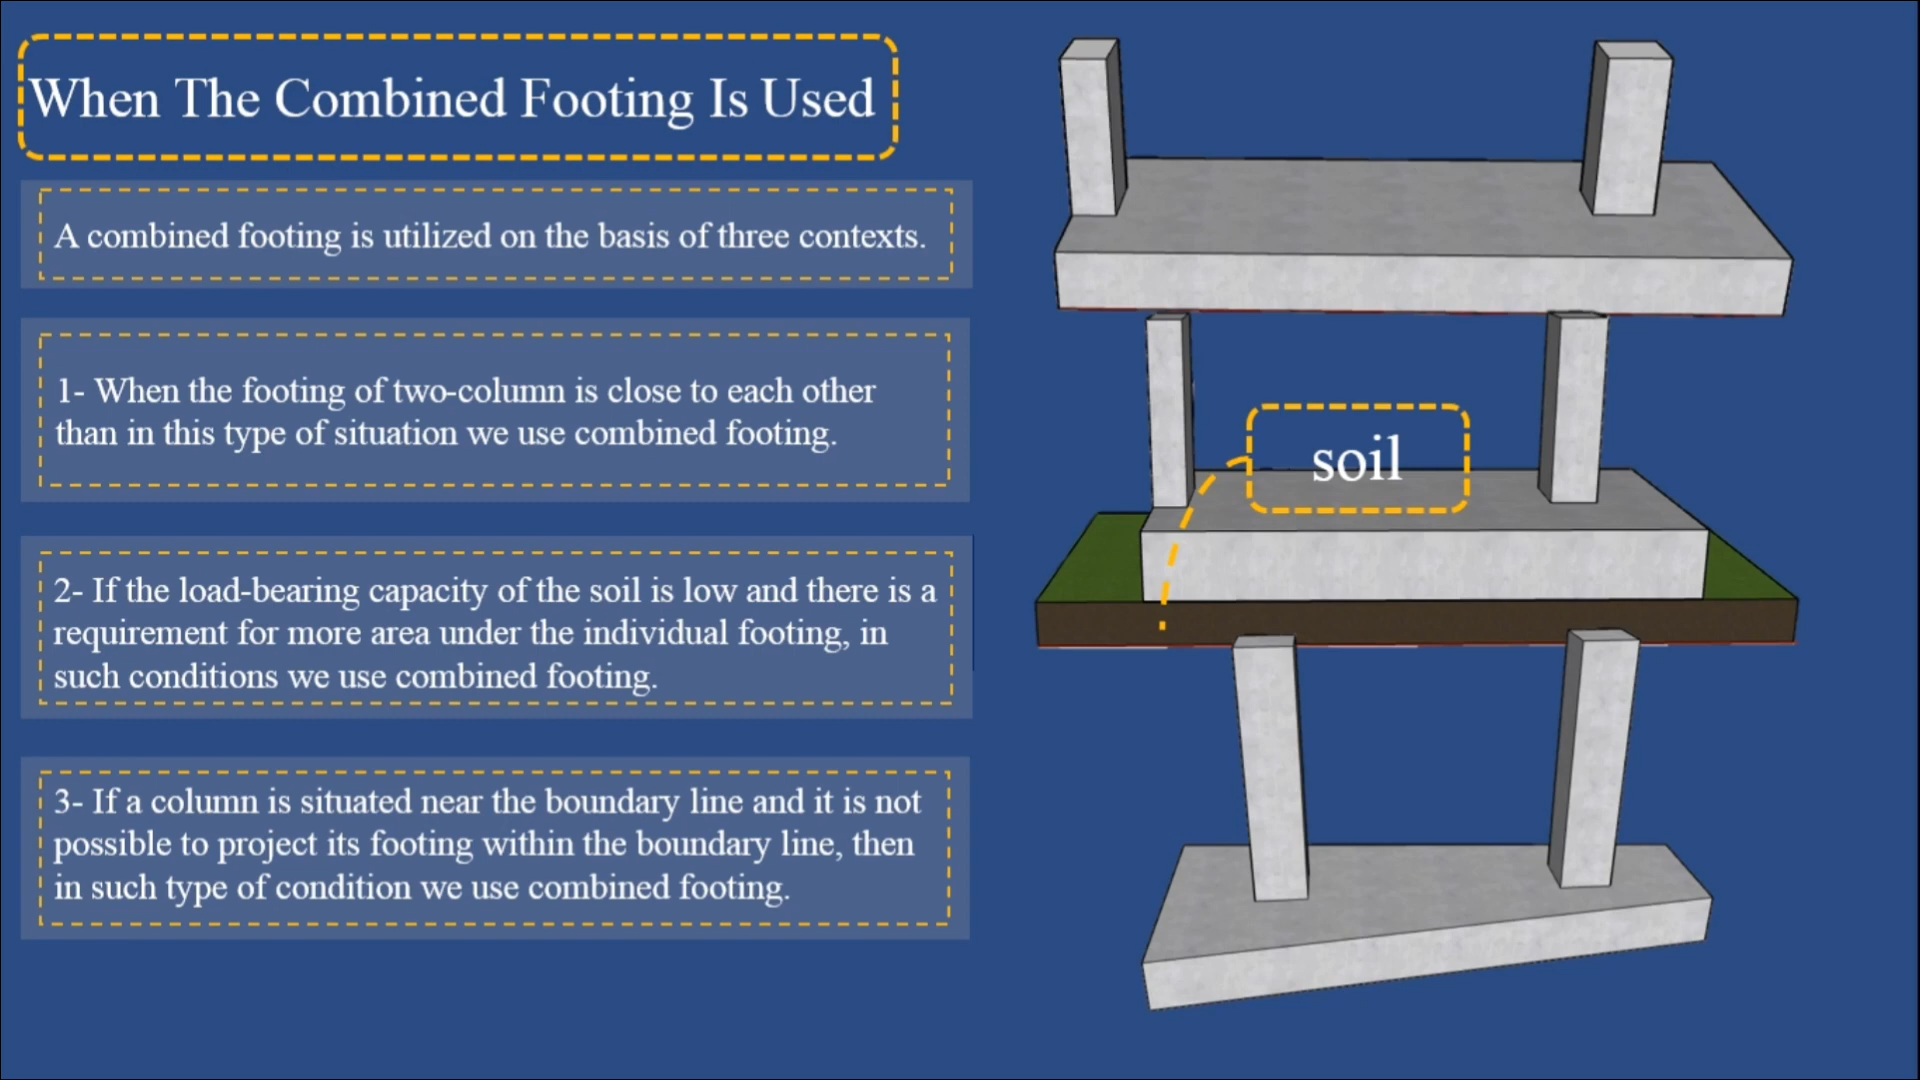 When The Combined Footing Is Used
A combined footing is utilized on the basis of three contexts.
1- When the footing of two-column is close to each other
than in this type of situation we use combined footing.
2- If the load-bearing capacity of the soil is low and there is a
requirement for more area under the individual footing, in
such conditions we use combined footing.
3- If a column is situated near the boundary line and it is not
possible to project its footing within the boundary line, then
in such type of condition we use combined footing.
soil